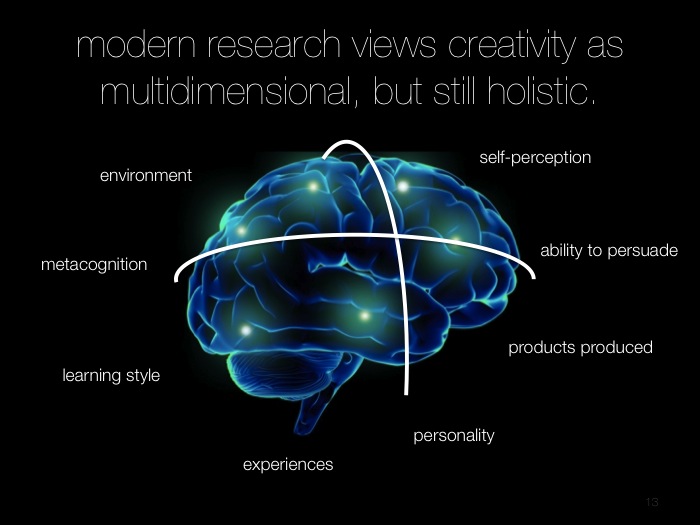 modern research views creativity as
multidimensional, but still holistic.
self-perception
environment
ability to persuade
metacognition
products produced
learning style
personality
experiences
13